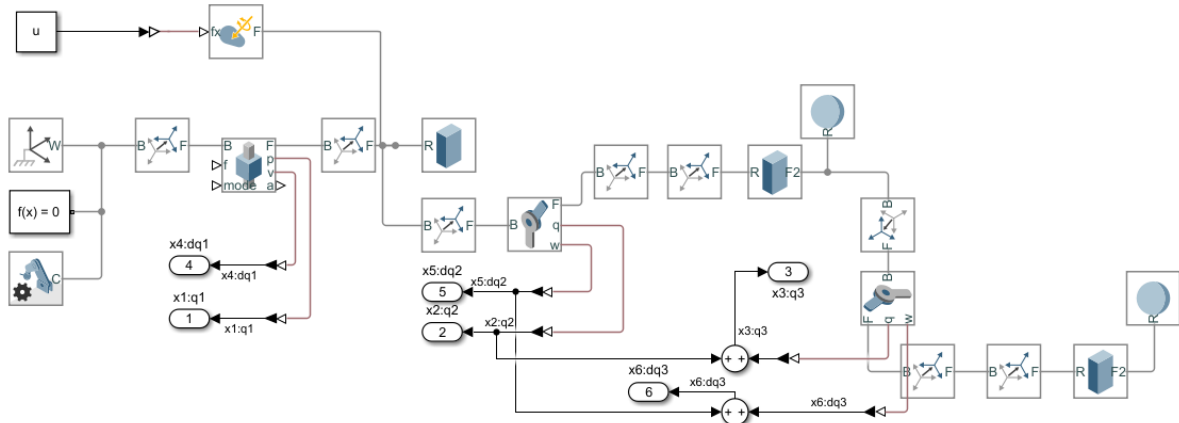 u
fx
F
W
B
F
B
F
f
p
v
mode
a
B
F
R
f(x) = 0
C
x4:dq1
4
x4:dq1
x1:q1
1
x1:q1
B
F
B
F
q
w
B
F
B
F
R
F2
R
B
F
x5:dq2
5
x5:dq2
x2:q2
2
x2:q2
3
x3:q3
x3:q3
+ +
B
F
q
w
x6:dq3
6
x6:dq3
+ +
x6:dq3
B
F
B
F
R
F2
R